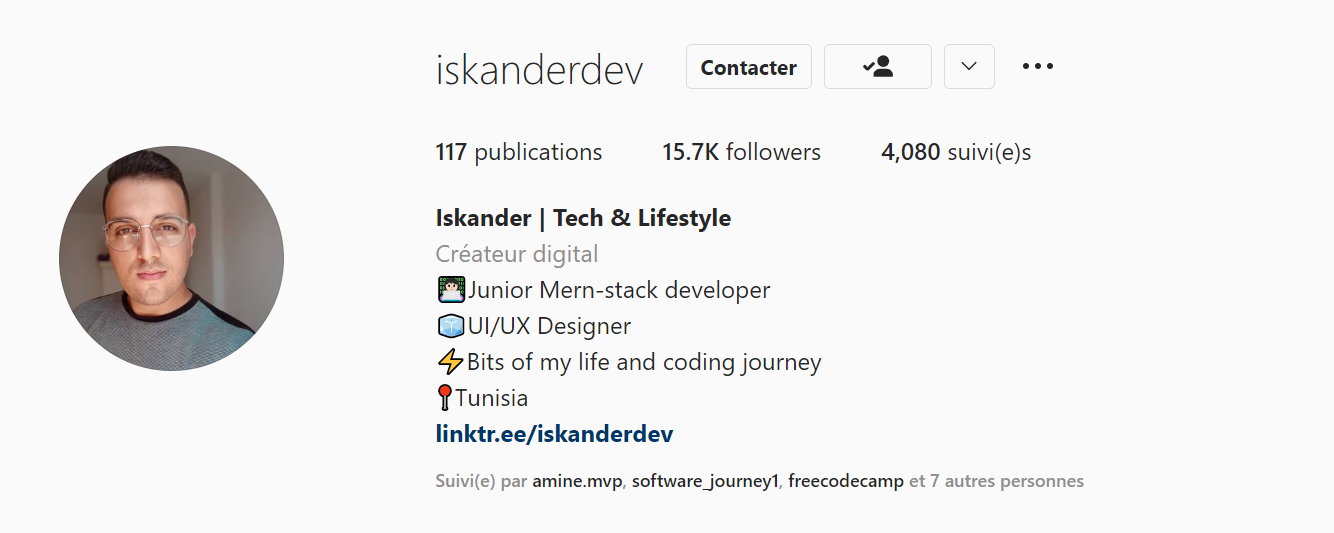 iskanderdev Contacter
117 publications 15.7K followers 4,080 suivi(e)s
Iskander | Tech & Lifestyle
Créateur digital
Junior Mern-stack developer
UI/UX Designer
Bits of my life and coding journey
Tunisia
linktr.ee/iskanderdev
Suivi(e) par amine.mvp, software_journey1, freecodecamp et 7 autres personnes